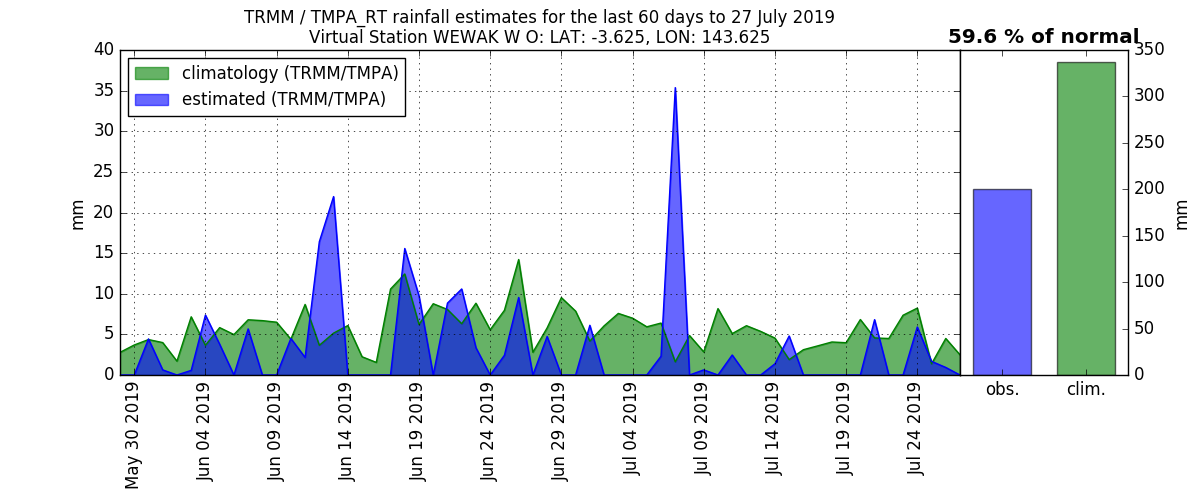 TRMM / TMPA_RT rainfall estimates for the last 60 days to 27 July 2019
Virtual Station WEWAK W O: LAT: -3.625, LON: 143.625
59.6 % of normal
climatology (TRMM/TMPA)
estimated (TRMM/TMPA)
mm
40
35
30
25
20
15
10
5
0
May 30 2019
Jun 04 2019
Jun 09 2019
Jun 14 2019
Jun 19 2019
Jun 24 2019
Jun 29 2019
Jul 04 2019
Jul 09 2019
Jul 14 2019
Jul 19 2019
Jul 24 2019
obs.
clim.
350
300
250
200
150
100
50
0
mm